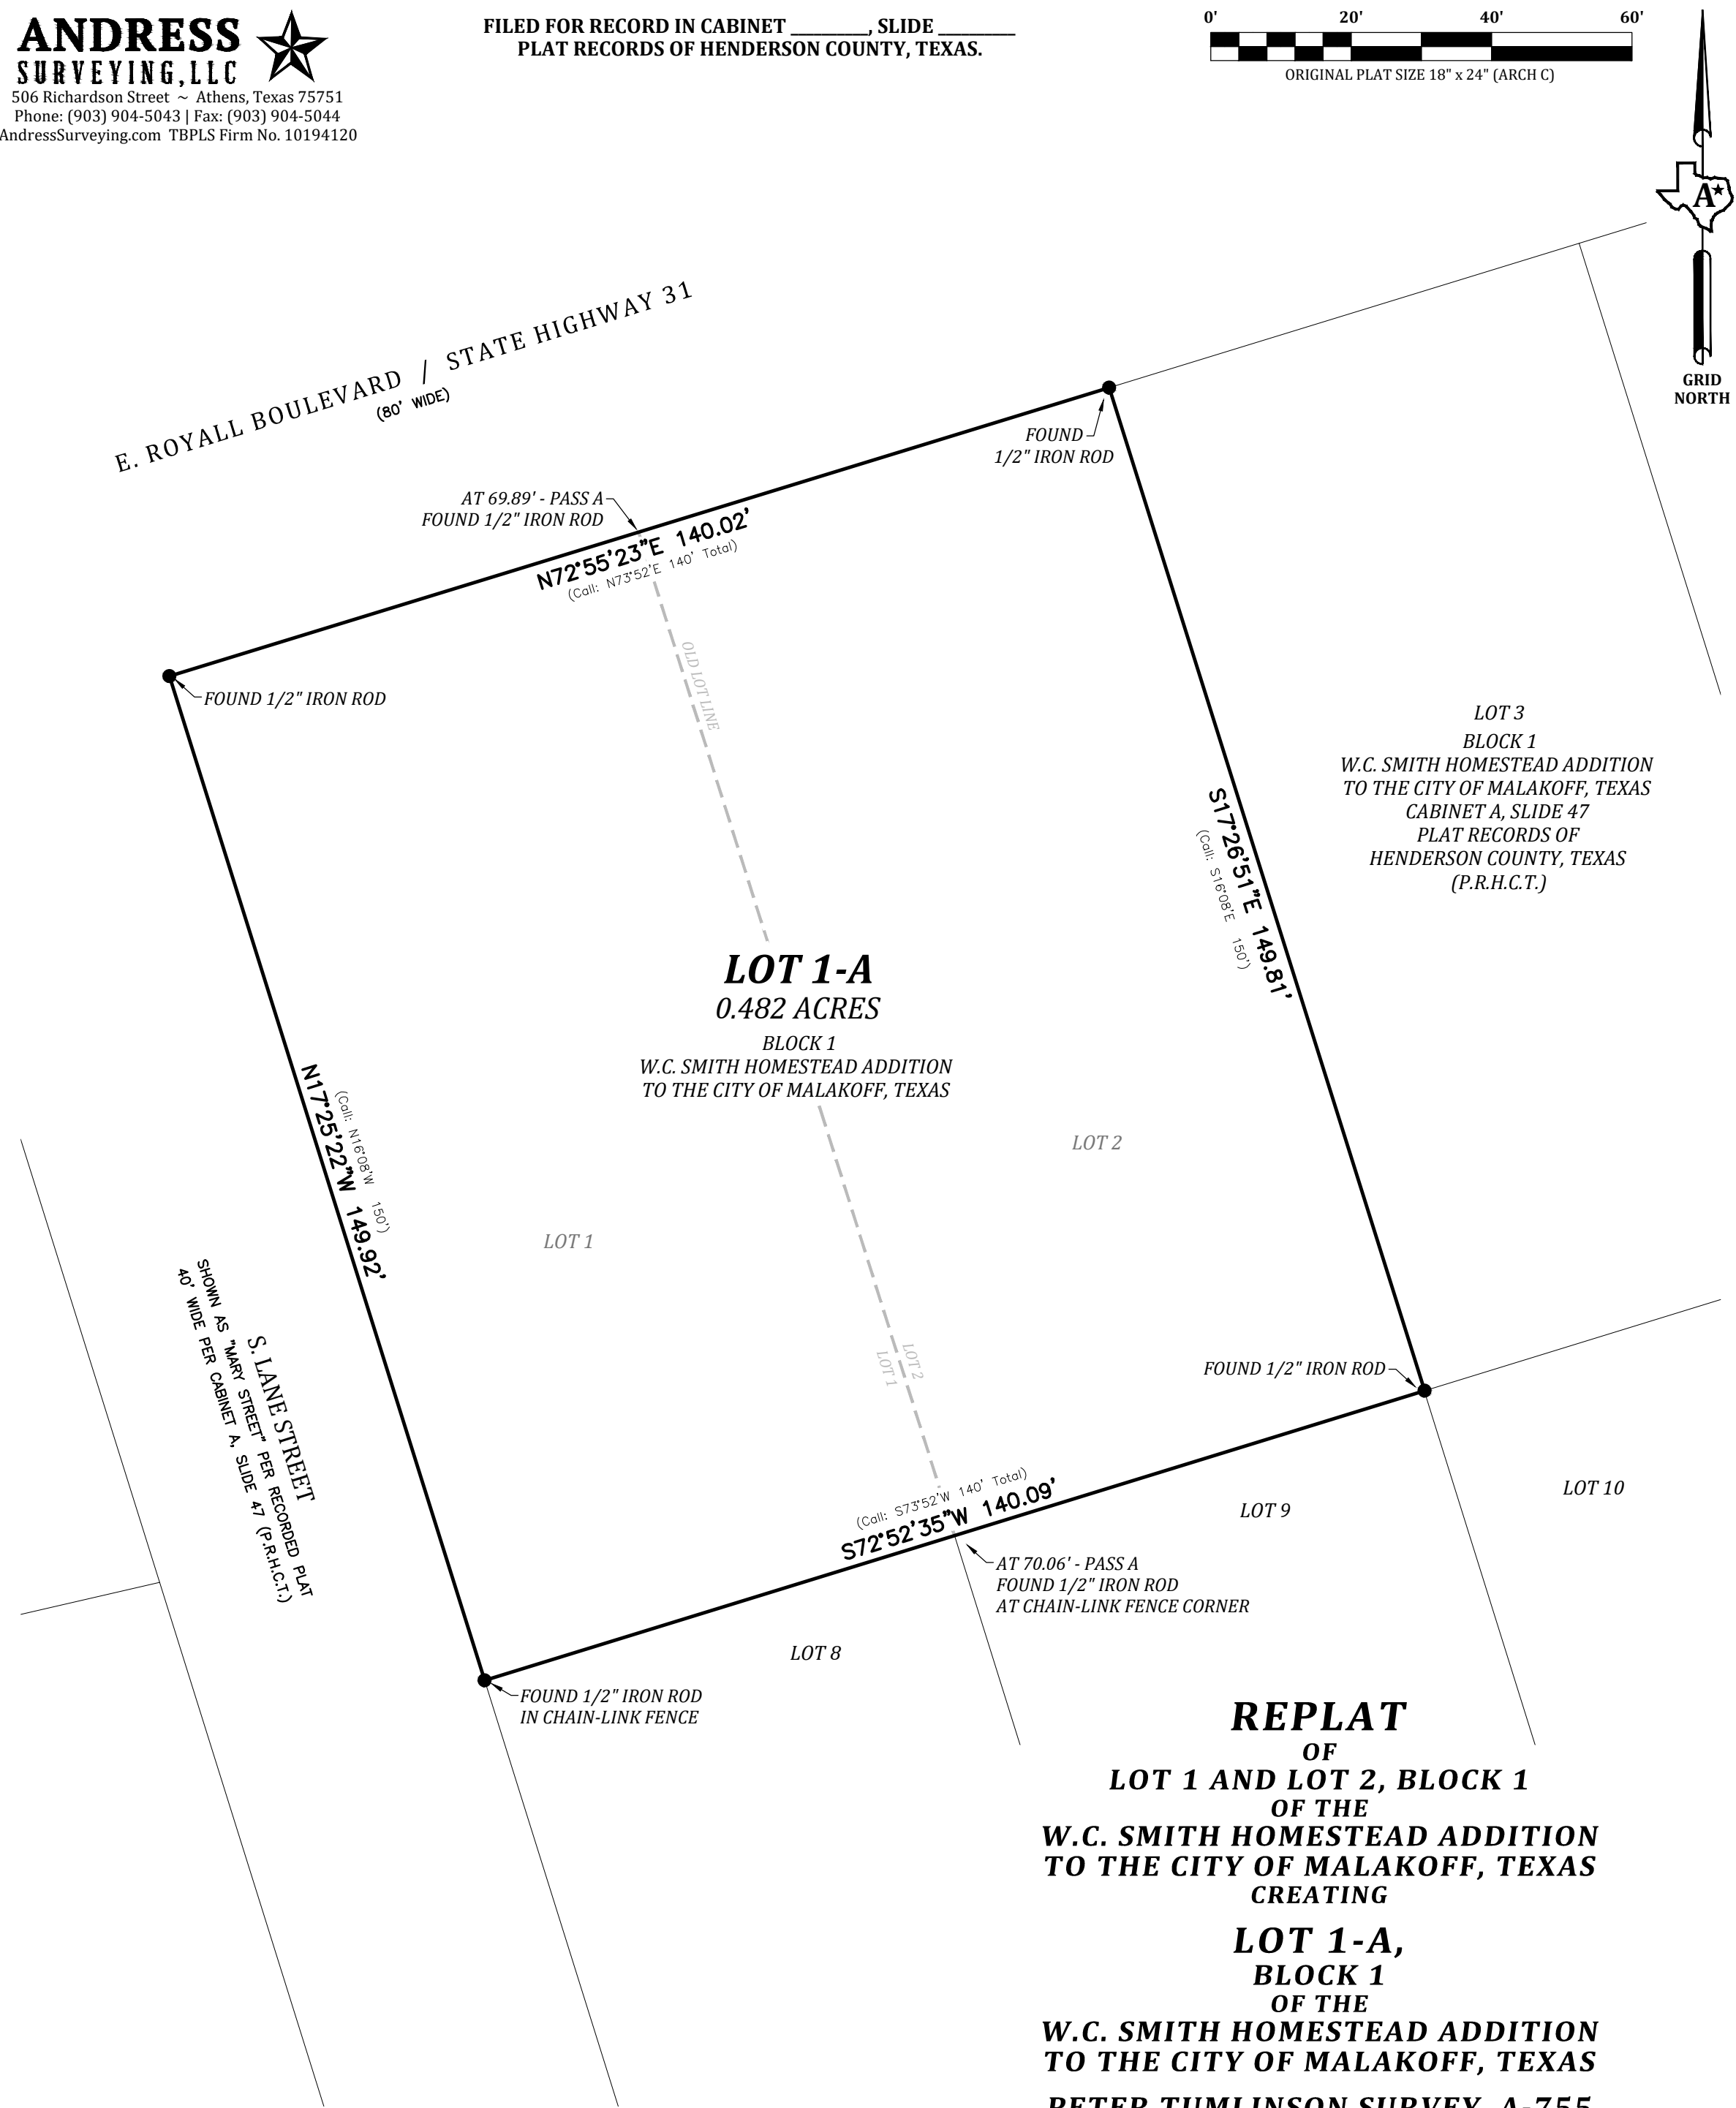 ANDRESS
SURVEYING, LLC
506 Richardson Street ~ Athens, Texas 75751
Phone: (903) 904-5043 | Fax: (903) 904-5044
AndressSurveying.com TBPLS Firm No. 10194120
FILED FOR RECORD IN CABINET __________, SLIDE __________
PLAT RECORDS OF HENDERSON COUNTY, TEXAS.
0' 20' 40' 60'
ORIGINAL PLAT SIZE 18" x 24" (ARCH C)
A
GRID
NORTH
E. ROYALL BOULEVARD / STATE HIGHWAY 31
(80' WIDE)
FOUND
1/2" IRON ROD
AT 69.89' - PASS A
FOUND 1/2" IRON ROD
N72°55'23"E 140.02'
(Call: N73°52'E 140' Total)
FOUND 1/2" IRON ROD
OLD LOT LINE
LOT 3
BLOCK 1
W.C. SMITH HOMESTEAD ADDITION
TO THE CITY OF MALAKOFF, TEXAS
CABINET A, SLIDE 47
PLAT RECORDS OF
HENDERSON COUNTY, TEXAS
(P.R.H.C.T.)
S17°26'51"E 149.81'
(Call: S16°08'E 150')
LOT 1-A
0.482 ACRES
BLOCK 1
W.C. SMITH HOMESTEAD ADDITION
TO THE CITY OF MALAKOFF, TEXAS
(Call: N16°08'W 150')
N17°25'22"W 149.92'
LOT 2
LOT 1
S. LANE STREET
SHOWN AS "MARY STREET" PER RECORDED PLAT
40' WIDE PER CABINET A, SLIDE 47 (P.R.H.C.T.)
LOT 2
LOT 1
FOUND 1/2" IRON ROD
(Call: S73°52'W 140' Total)
S72°52'35"W 140.09'
LOT 10
LOT 9
AT 70.06' - PASS A
FOUND 1/2" IRON ROD
AT CHAIN-LINK FENCE CORNER
LOT 8
FOUND 1/2" IRON ROD
IN CHAIN-LINK FENCE
REPLAT
OF
LOT 1 AND LOT 2, BLOCK 1
OF THE
W.C. SMITH HOMESTEAD ADDITION
TO THE CITY OF MALAKOFF, TEXAS
CREATING
LOT 1-A,
BLOCK 1
OF THE
W.C. SMITH HOMESTEAD ADDITION
TO THE CITY OF MALAKOFF, TEXAS
PETER TUMLINSON SURVEY, A-755